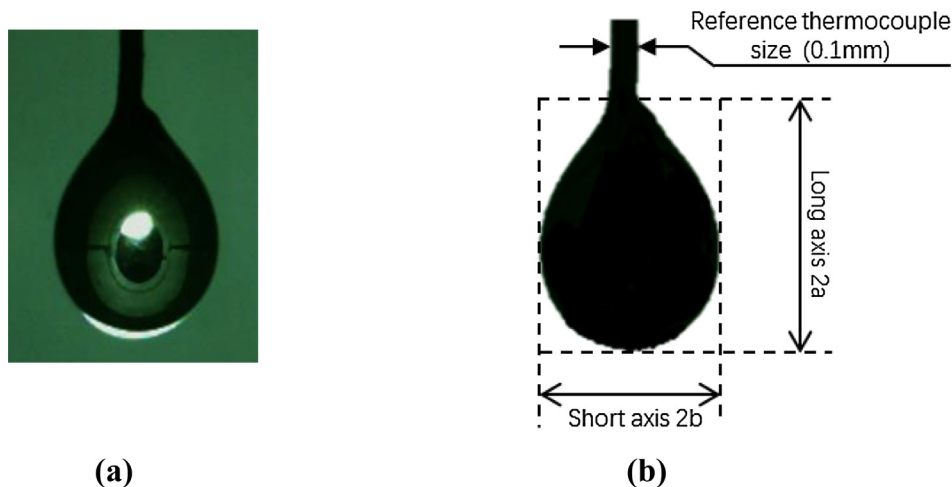 Reference thermocouple
size (0.1mm)
Long axis 2a
Short axis 2b
(a)
(b)